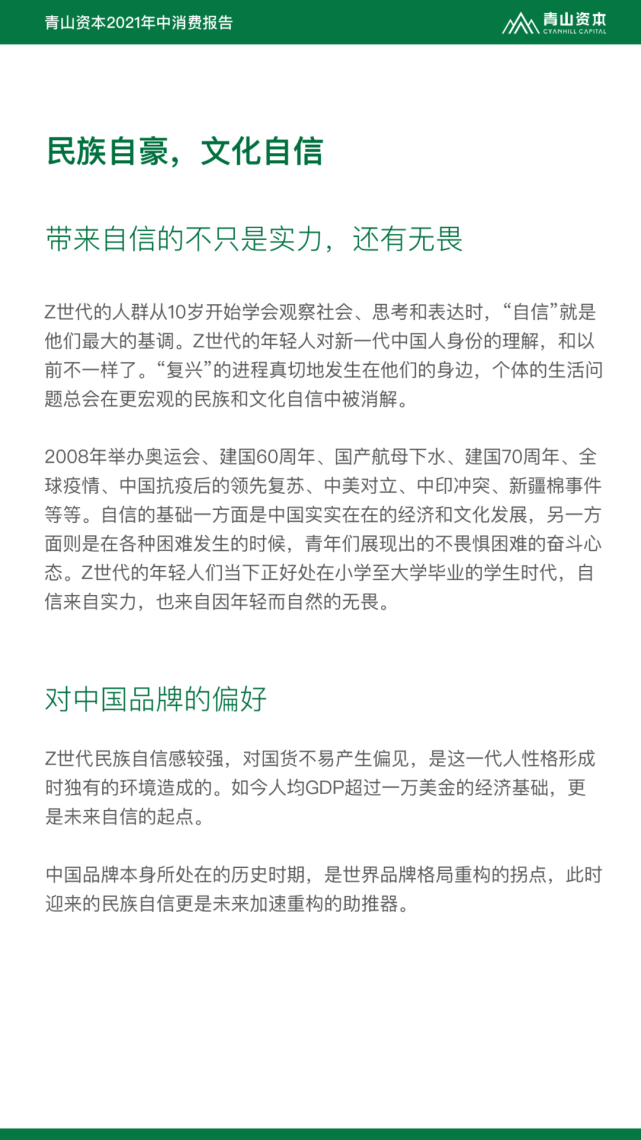 青山资本2021年中消费报告
青山资本
CYANHILL CAPITAL
民族自豪，文化自信
带来自信的不只是实力，还有无畏
Z世代的人群从10岁开始学会观察社会、思考和表达时，“自信”就是
他们最大的基调。Z世代的年轻人对新一代中国人身份的理解，和以
前不一样了。“复兴”的进程真切地发生在他们的身边，个体的生活问
题总会在更宏观的民族和文化自信中被消解。
2008年举办奥运会、建国60周年、国产航母下水、建国70周年、全
球疫情、中国抗疫后的领先复苏、中美对立、中印冲突、新疆棉事件
等等。自信的基础一方面是中国实实在在的经济和文化发展，另一方
面则是在各种困难发生的时候，青年们展现出的不畏惧困难的奋斗心
态。Z世代的年轻人们当下正好处在小学至大学毕业的学生时代，自
信来自实力，也来自因年轻而自然的无畏。
对中国品牌的偏好
Z世代民族自信感较强，对国货不易产生偏见，是这一代人性格形成
时独有的环境造成的。如今人均GDP超过一万美金的经济基础，更
是未来自信的起点。
中国品牌本身所处在的历史时期，是世界品牌格局重构的拐点，此时
迎来的民族自信更是未来加速重构的助推器。